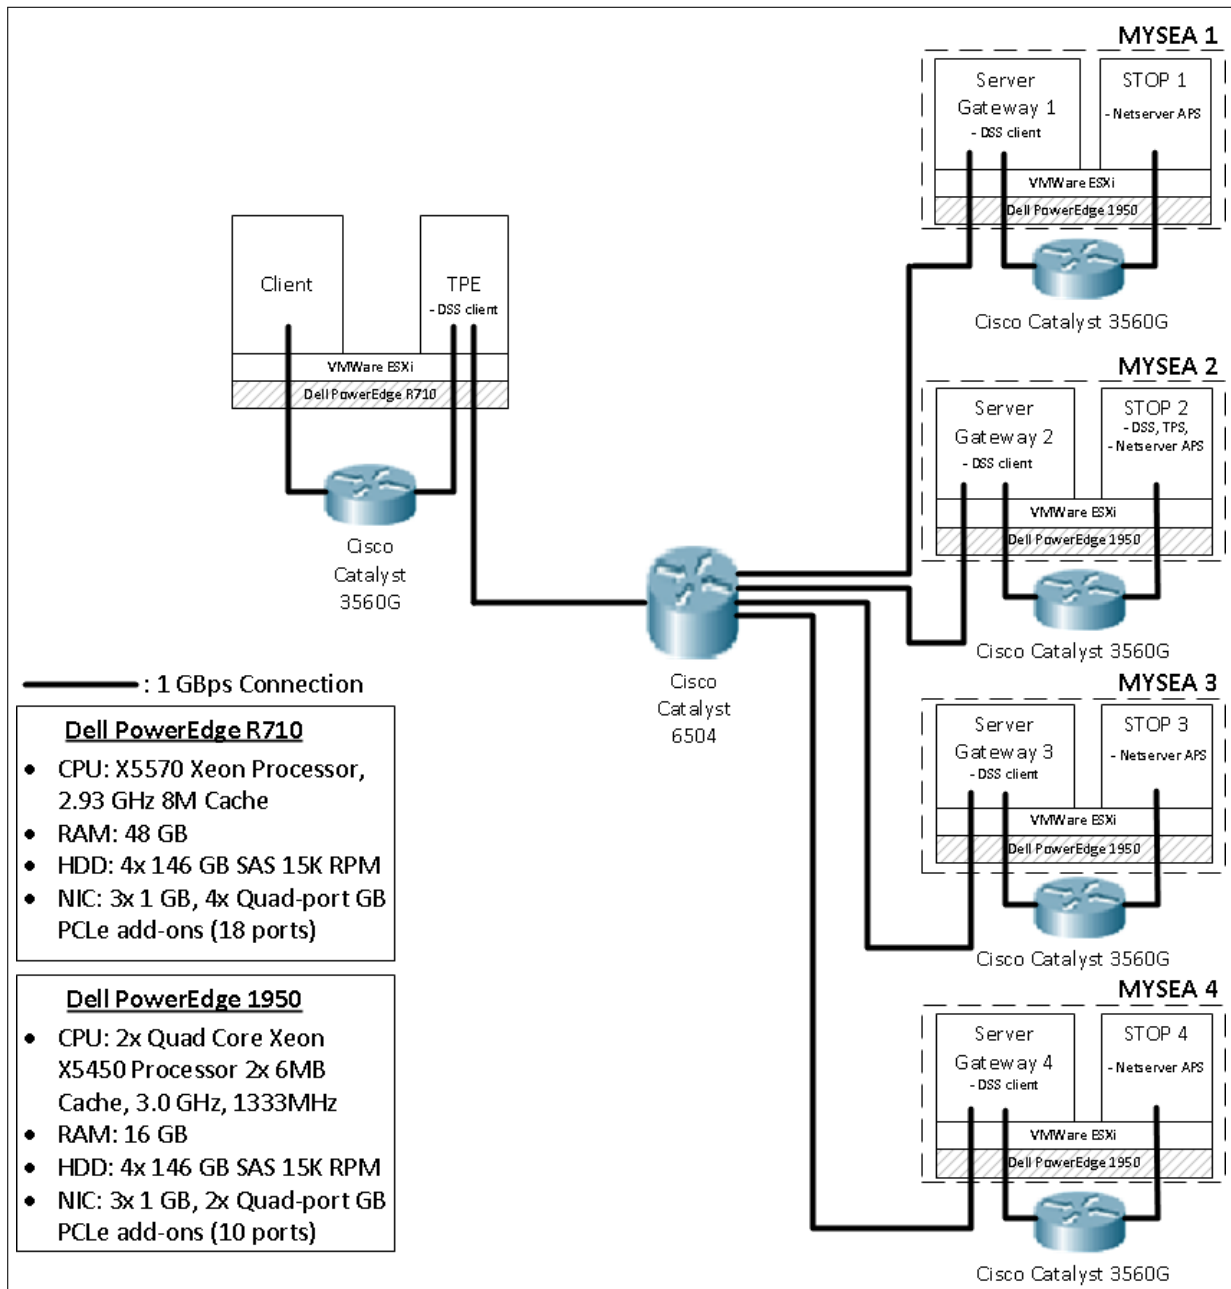 MYSEA 1
Server
Gateway 1
- DSS client
STOP 1
- Netserver APS
VMWare ESXi
Dell PowerEdge 1950
Cisco Catalyst 3560G
Client
TPE
- DSS client
VMWare ESXi
Dell PowerEdge R710
Cisco
Catalyst
3560G
MYSEA 2
Server
Gateway 2
- DSS client
STOP 2
- DSS, TPS,
- Netserver APS
VMWare ESXi
Dell PowerEdge 1950
Cisco Catalyst 3560G
Cisco
Catalyst
6504
MYSEA 3
Server
Gateway 3
- DSS client
STOP 3
- Netserver APS
VMWare ESXi
Dell PowerEdge 1950
Cisco Catalyst 3560G
MYSEA 4
Server
Gateway 4
- DSS client
STOP 4
- Netserver APS
VMWare ESXi
Dell PowerEdge 1950
Cisco Catalyst 3560G
: 1 GBps Connection
Dell PowerEdge R710
• CPU: X5570 Xeon Processor,
2.93 GHz 8M Cache
• RAM: 48 GB
• HDD: 4x 146 GB SAS 15K RPM
• NIC: 3x 1 GB, 4x Quad-port GB
PCLe add-ons (18 ports)
Dell PowerEdge 1950
• CPU: 2x Quad Core Xeon
X5450 Processor 2x 6MB
Cache, 3.0 GHz, 1333MHz
• RAM: 16 GB
• HDD: 4x 146 GB SAS 15K RPM
• NIC: 3x 1 GB, 2x Quad-port GB
PCLe add-ons (10 ports)